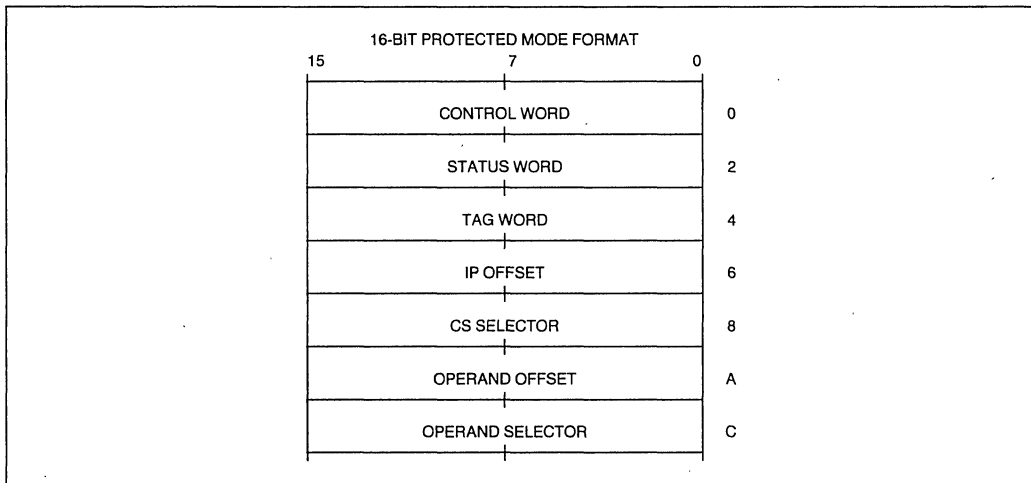 16-BIT PROTECTED MODE FORMAT
15 7 0
CONTROL WORD 0
STATUS WORD 2
TAG WORD 4
IP OFFSET 6
CS SELECTOR 8
OPERAND OFFSET A
OPERAND SELECTOR C